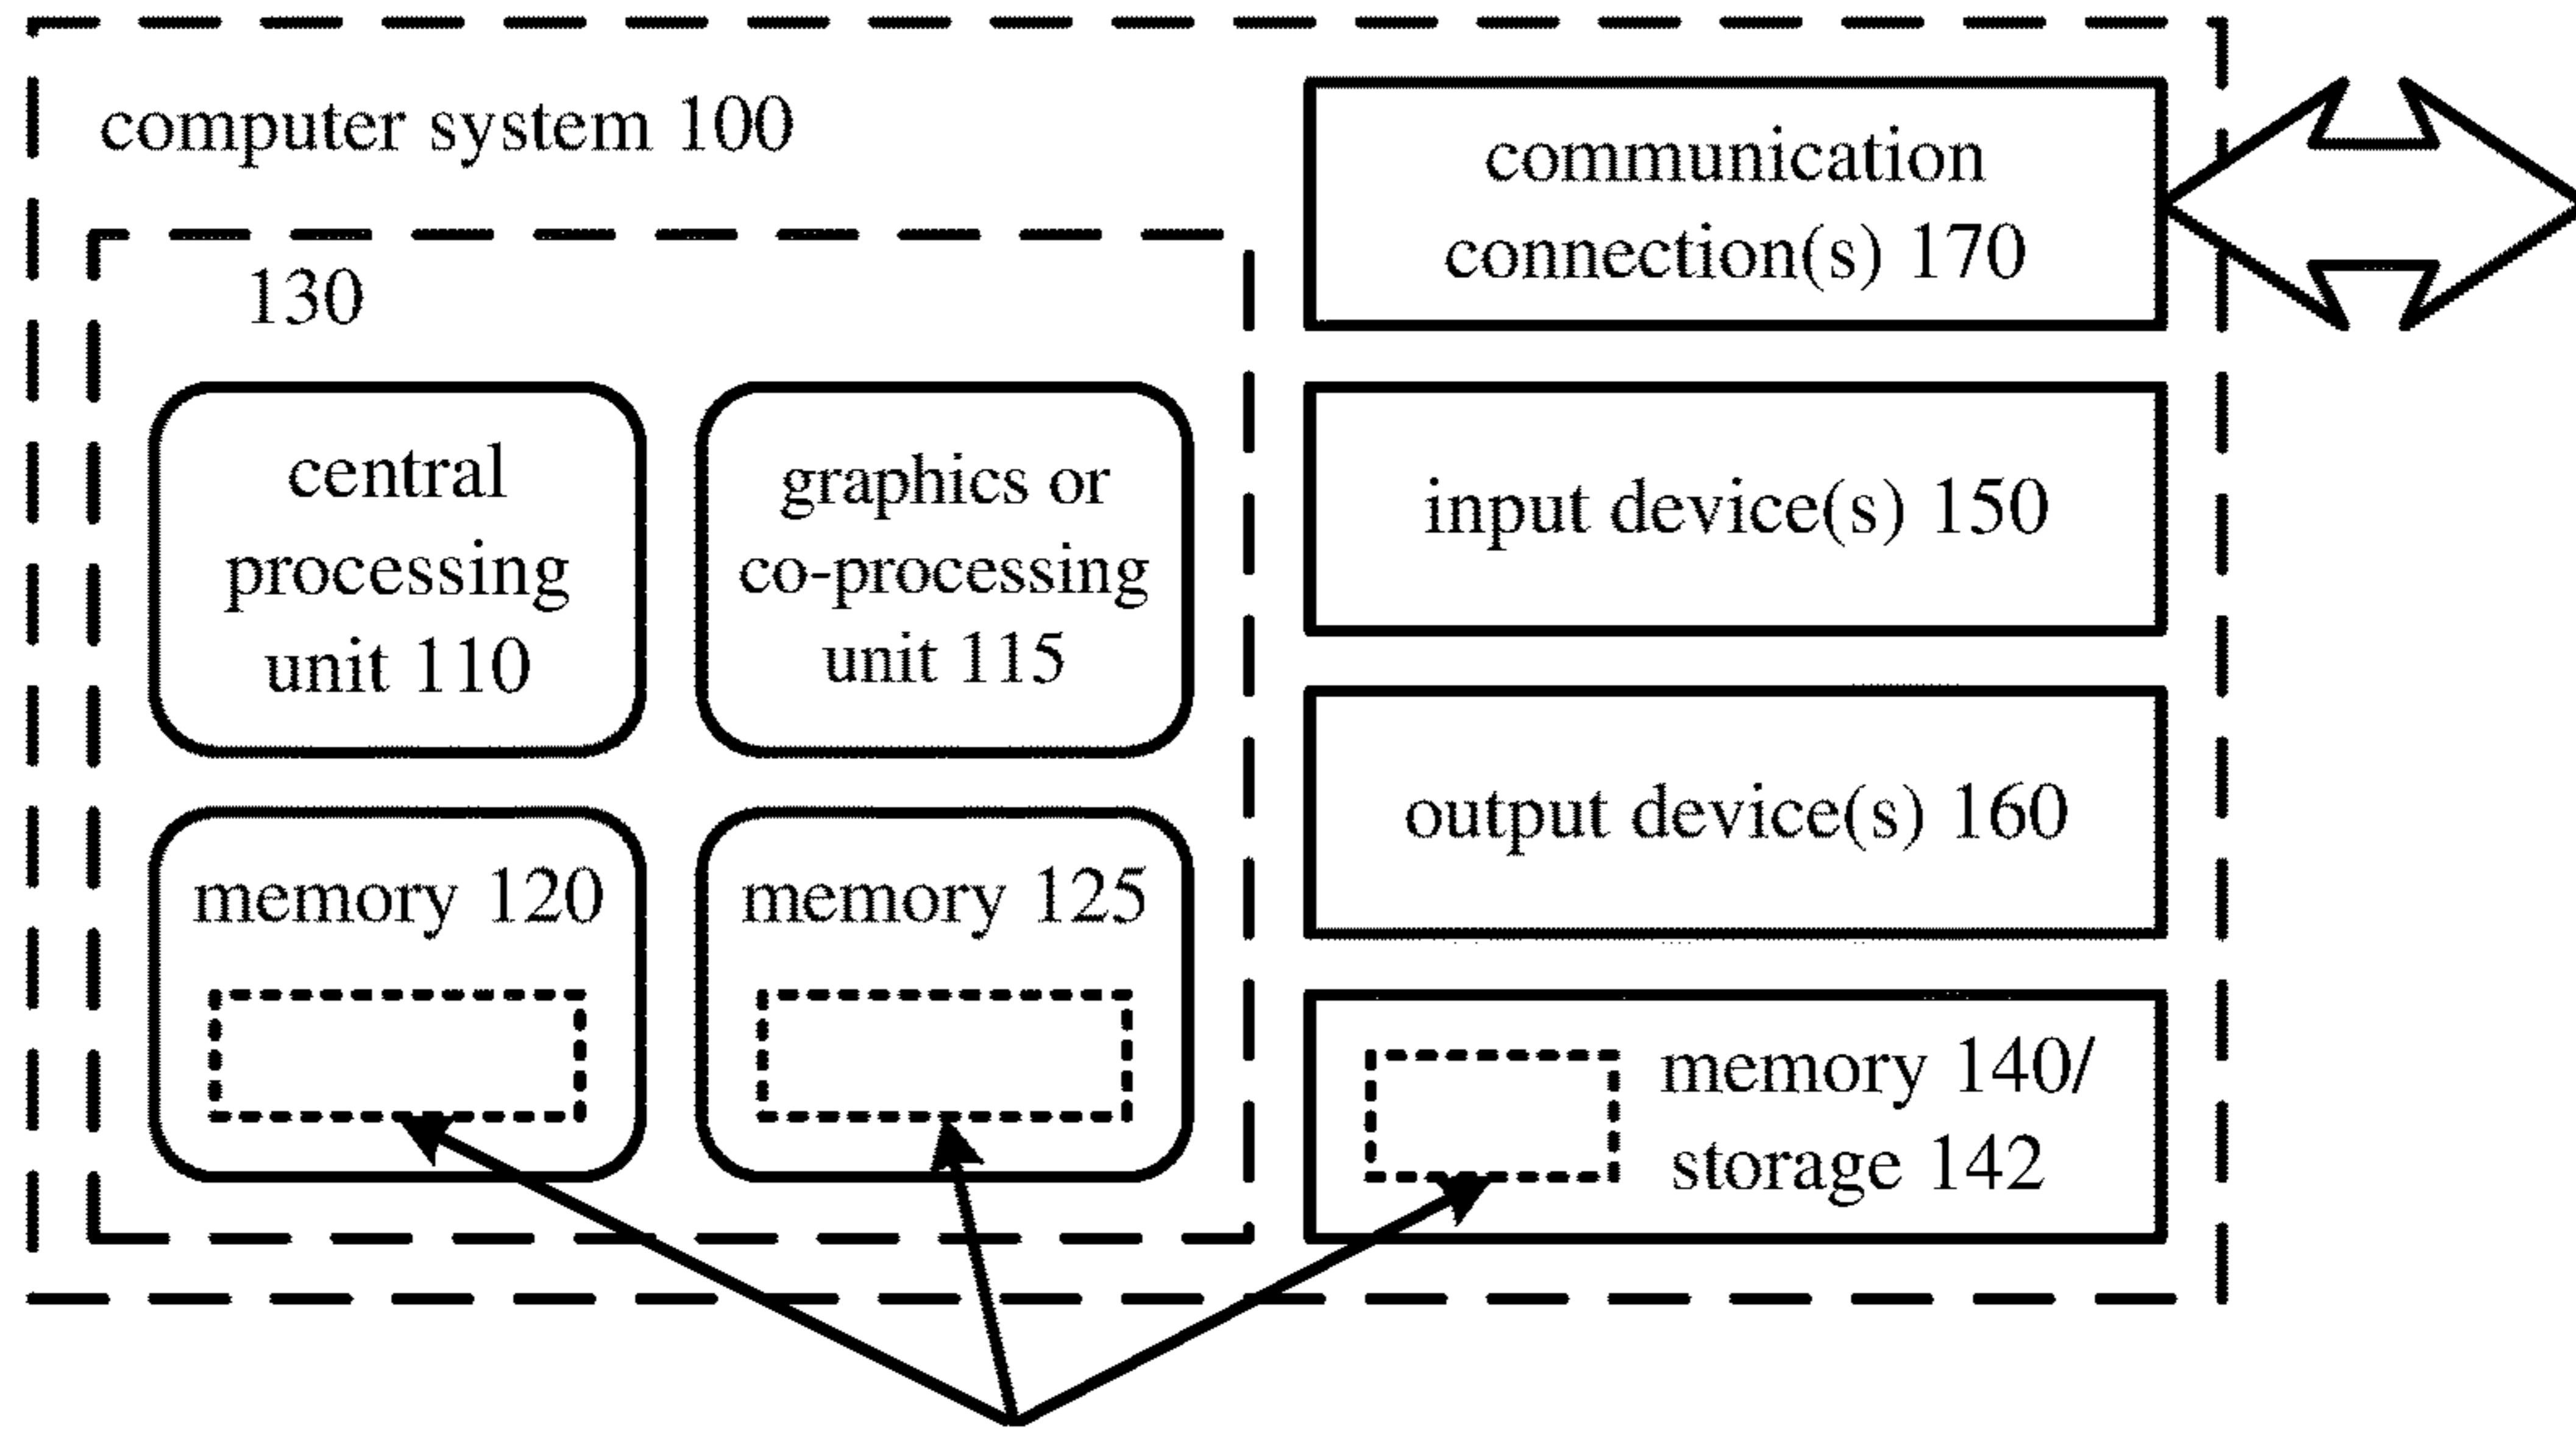 computer system 100
130
central
processing
unit 110
graphics or
co-processing
unit 115
memory 120
memory 125
communication
connection(s) 170
input device(s) 150
output device(s) 160
memory 140/
storage 142